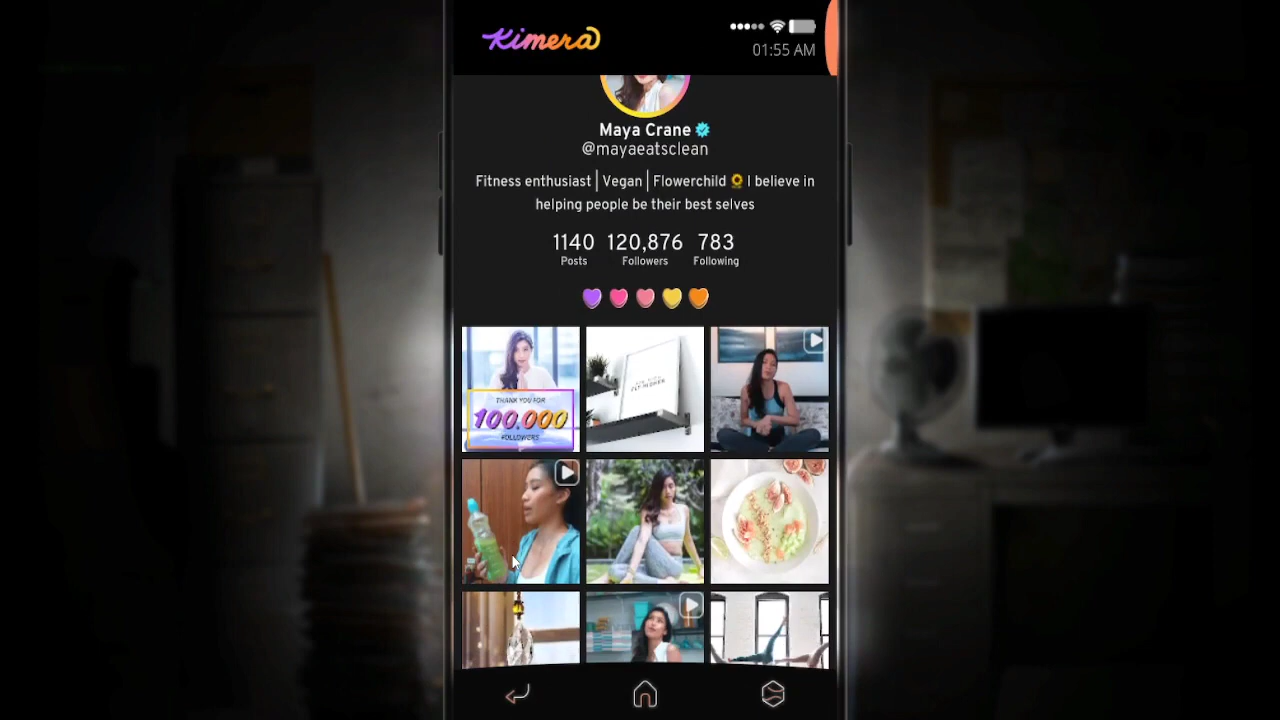 Kimera
01:55 AM
Maya Crane
@mayaeatsclean
Fitness enthusiast | Vegan | Flowerchild 🌻 I believe in
helping people be their best selves
1140 120,876 783
Posts Followers Following
THANK YOU FOR
100.000
FOLLOWERS